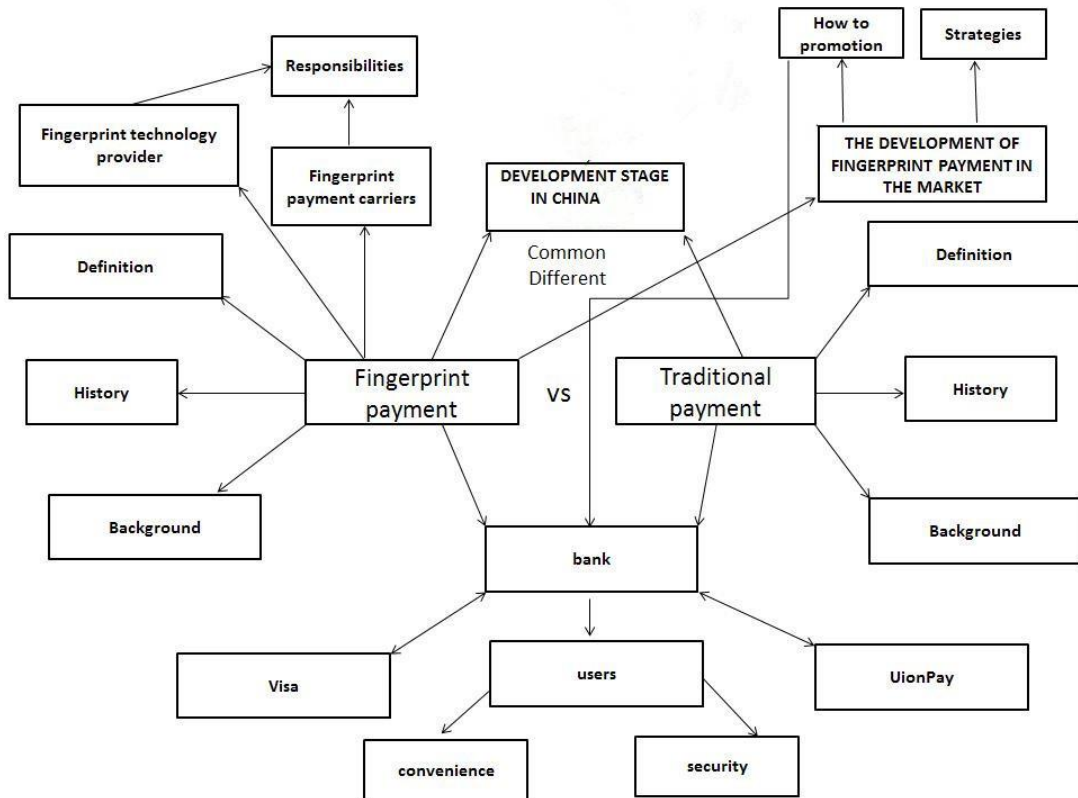 How to
promotion
Strategies
Responsibilities
Fingerprint technology
provider
Fingerprint
payment carriers
DEVELOPMENT STAGE
IN CHINA
THE DEVELOPMENT OF
FINGERPRINT PAYMENT IN
THE MARKET
Definition
Common
Different
Definition
History
Fingerprint
payment
VS
Traditional
payment
History
Background
bank
Background
Visa
users
UionPay
convenience
security